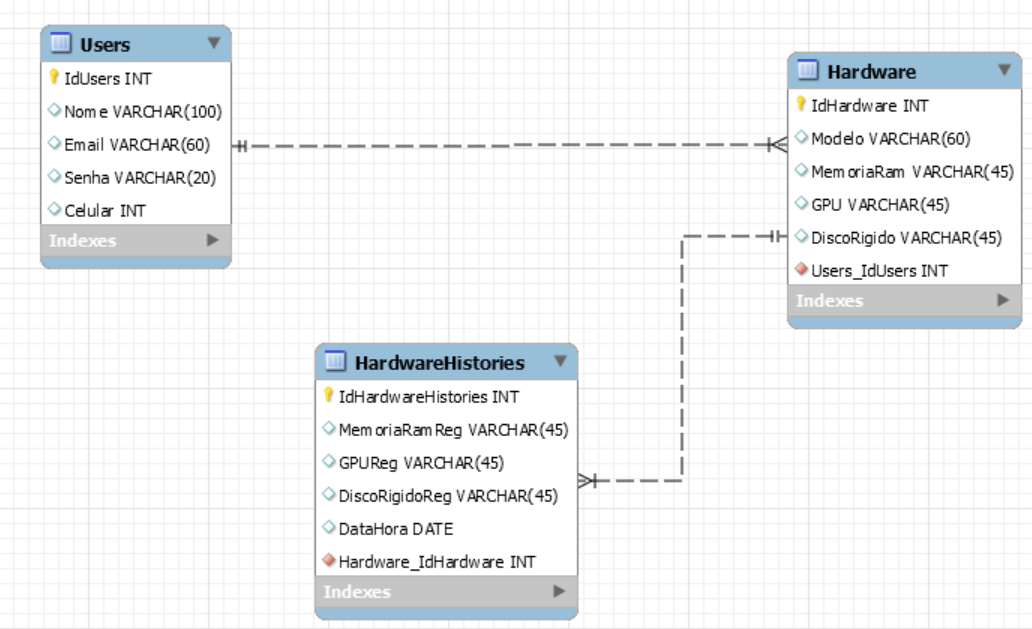 Users
IdUsers INT
Nome VARCHAR(100)
Email VARCHAR(60)
Senha VARCHAR(20)
Celular INT
Indexes
Hardware
IdHardware INT
Modelo VARCHAR(60)
MemoriaRam VARCHAR(45)
GPU VARCHAR(45)
DiscoRigido VARCHAR(45)
Users_IdUsers INT
Indexes
HardwareHistories
IdHardwareHistories INT
MemoriaRamReg VARCHAR(45)
GPUReg VARCHAR(45)
DiscoRigidoReg VARCHAR(45)
DataHora DATE
Hardware_IdHardware INT
Indexes